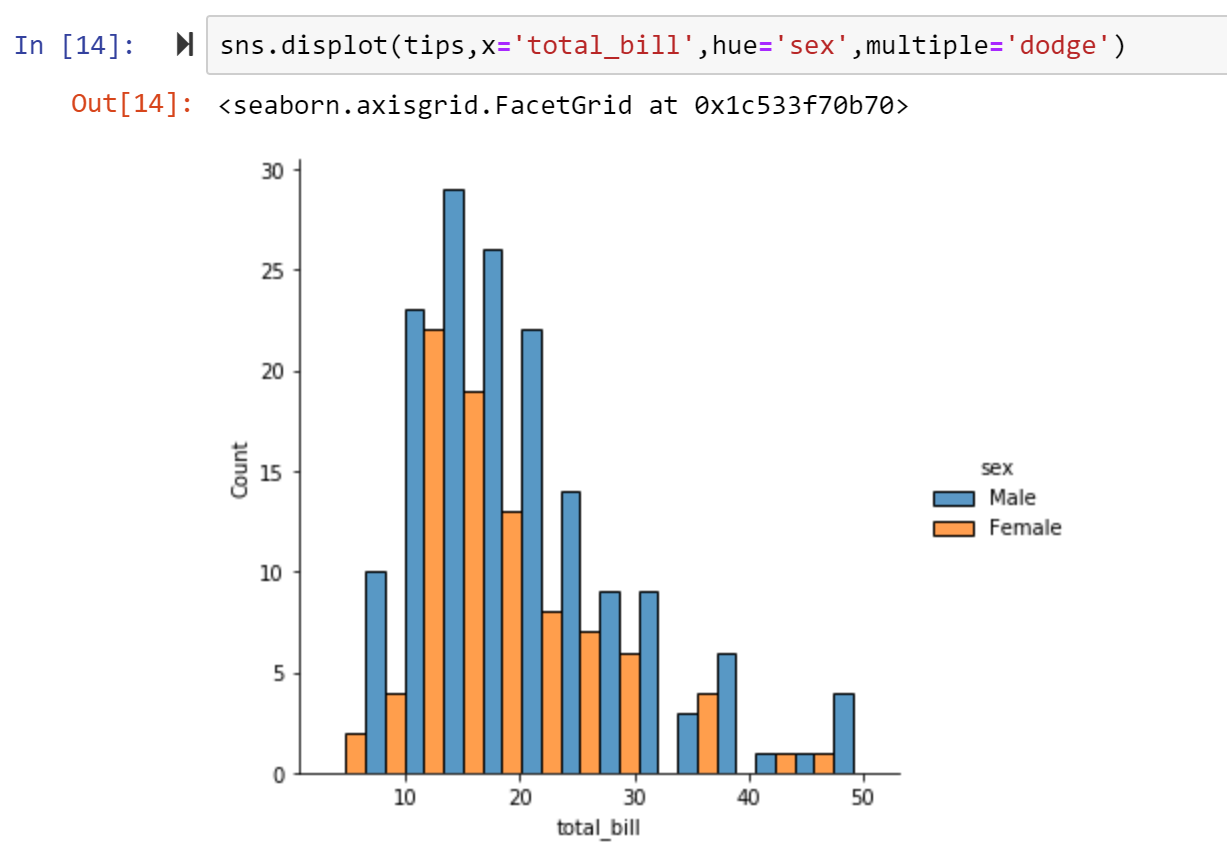 In [14]: sns.displot(tips,x='total_bill',hue='sex',multiple='dodge')
Out[14]: <seaborn.axisgrid.FacetGrid at 0x1c533f70b70>
30
25
20
15
10
5
0
Count
10 20 30 40 50
total_bill
sex
Male
Female